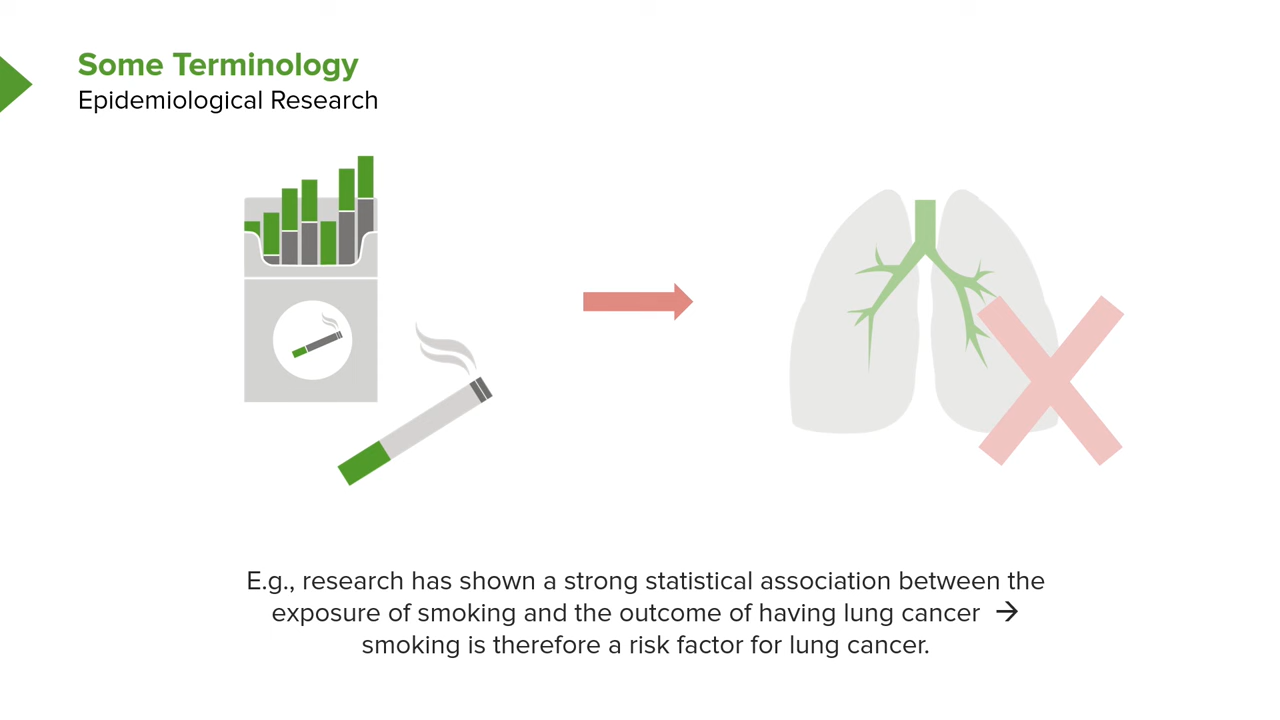 Some Terminology
Epidemiological Research
E.g., research has shown a strong statistical association between the
exposure of smoking and the outcome of having lung cancer →
smoking is therefore a risk factor for lung cancer.